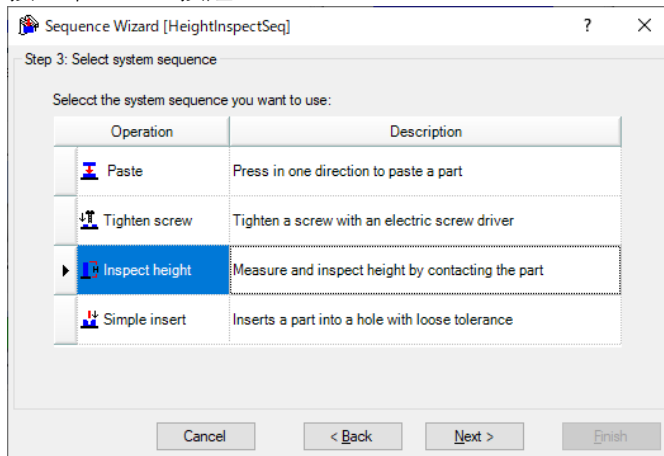 Sequence Wizard [HeightInspectSeq]
? ×
Step 3: Select system sequence
Selecct the system sequence you want to use:
Operation Description
Paste Press in one direction to paste a part
Tighten screw Tighten a screw with an electric screw driver
Inspect height Measure and inspect height by contacting the part
Simple insert Inserts a part into a hole with loose tolerance
Cancel < Back Next > Finish